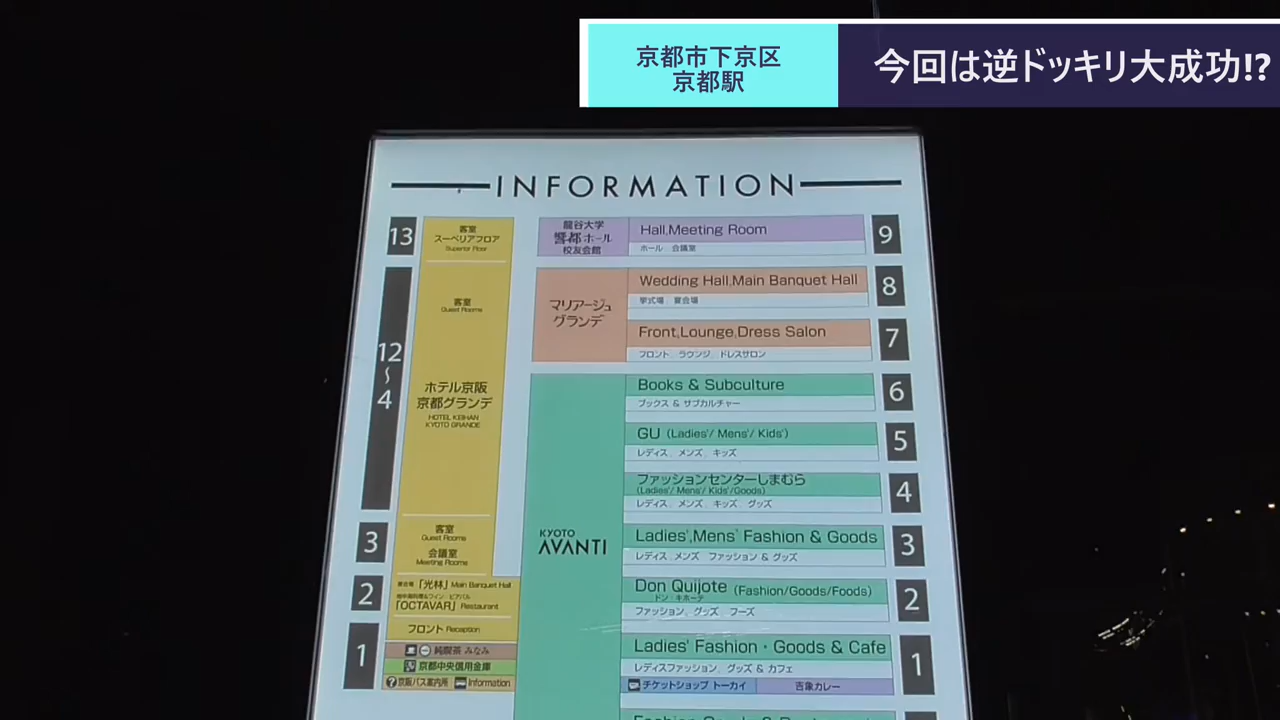 京都市下京区
京都駅
今回は逆ドッキリ大成功!?
INFORMATION
13
客室
スーペリアフロア
Superior Floor
12
〜
4
客室
Guest Rooms
ホテル京阪
京都グランデ
HOTEL KEIHAN
KYOTO GRANDE
3
客室
Guest Rooms
会議室
Meeting Rooms
2
宴会場 「光林」 Main Banquet Hall
「OCTAVAR」 Restaurant
1
フロント Reception
純喫茶 みなみ
京都中央信用金庫
京阪バス案内所 Information
龍谷大学
響都ホール
校友会館
Hall,Meeting Room
ホール 会議室
9
マリアージュ
グランデ
Wedding Hall,Main Banquet Hall
挙式場 宴会場
8
Front,Lounge,Dress Salon
フロント ラウンジ ドレスサロン
7
KYOTO
AVANTI
Books & Subculture
ブックス & サブカルチャー
6
GU (Ladies'/ Mens'/ Kids')
レディス メンズ キッズ
5
ファッションセンターしまむら
(Ladies'/ Mens'/ Kids'/Goods)
レディス メンズ キッズ グッズ
4
Ladies',Mens' Fashion & Goods
レディス メンズ ファッション & グッズ
3
Don Quijote (Fashion/Goods/Foods)
ドン・キホーテ
ファッション グッズ フーズ
2
Ladies' Fashion・Goods & Cafe
レディスファッション グッズ & カフェ
1
チケットショップ トーカイ
吉象カレー